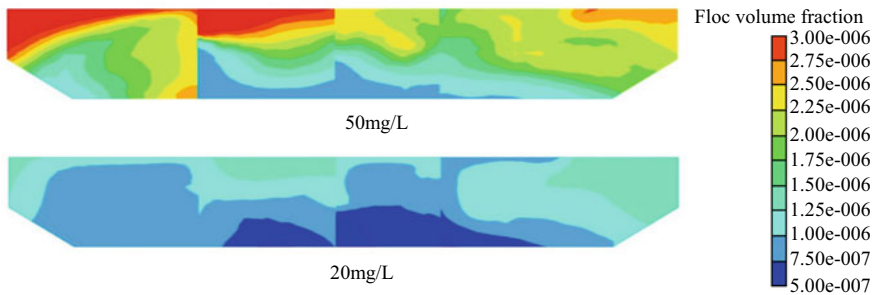 Floc volume fraction
3.00e-006
2.75e-006
2.50e-006
2.25e-006
2.00e-006
1.75e-006
1.50e-006
1.25e-006
1.00e-006
7.50e-007
5.00e-007
50mg/L
20mg/L